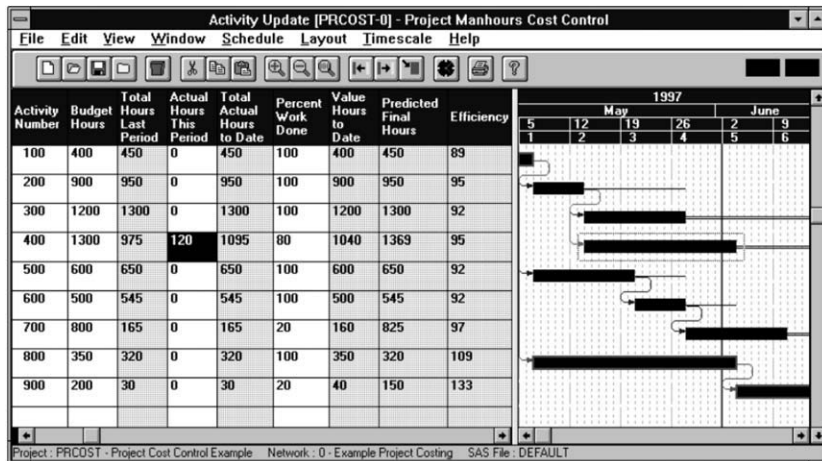 Activity Update [PRCOST-0] - Project Manhours Cost Control
File Edit View Window Schedule Layout Timescale Help
Activity Number Budget Hours Total Hours Last Period Actual Hours This Period Total Actual Hours to Date Percent Work Done Value Hours to Date Predicted Final Hours Efficiency
1997
May June
5 12 19 26 2 9
1 2 3 4 5 6
100 400 450 0 450 100 400 450 89
200 900 950 0 950 100 900 950 95
300 1200 1300 0 1300 100 1200 1300 92
400 1300 975 120 1095 80 1040 1369 95
500 600 650 0 650 100 600 650 92
600 500 545 0 545 100 500 545 92
700 800 165 0 165 20 160 825 97
800 350 320 0 320 100 350 320 109
900 200 30 0 30 20 40 150 133
Project : PRCOST - Project Cost Control Example Network : 0 - Example Project Costing SAS File : DEFAULT